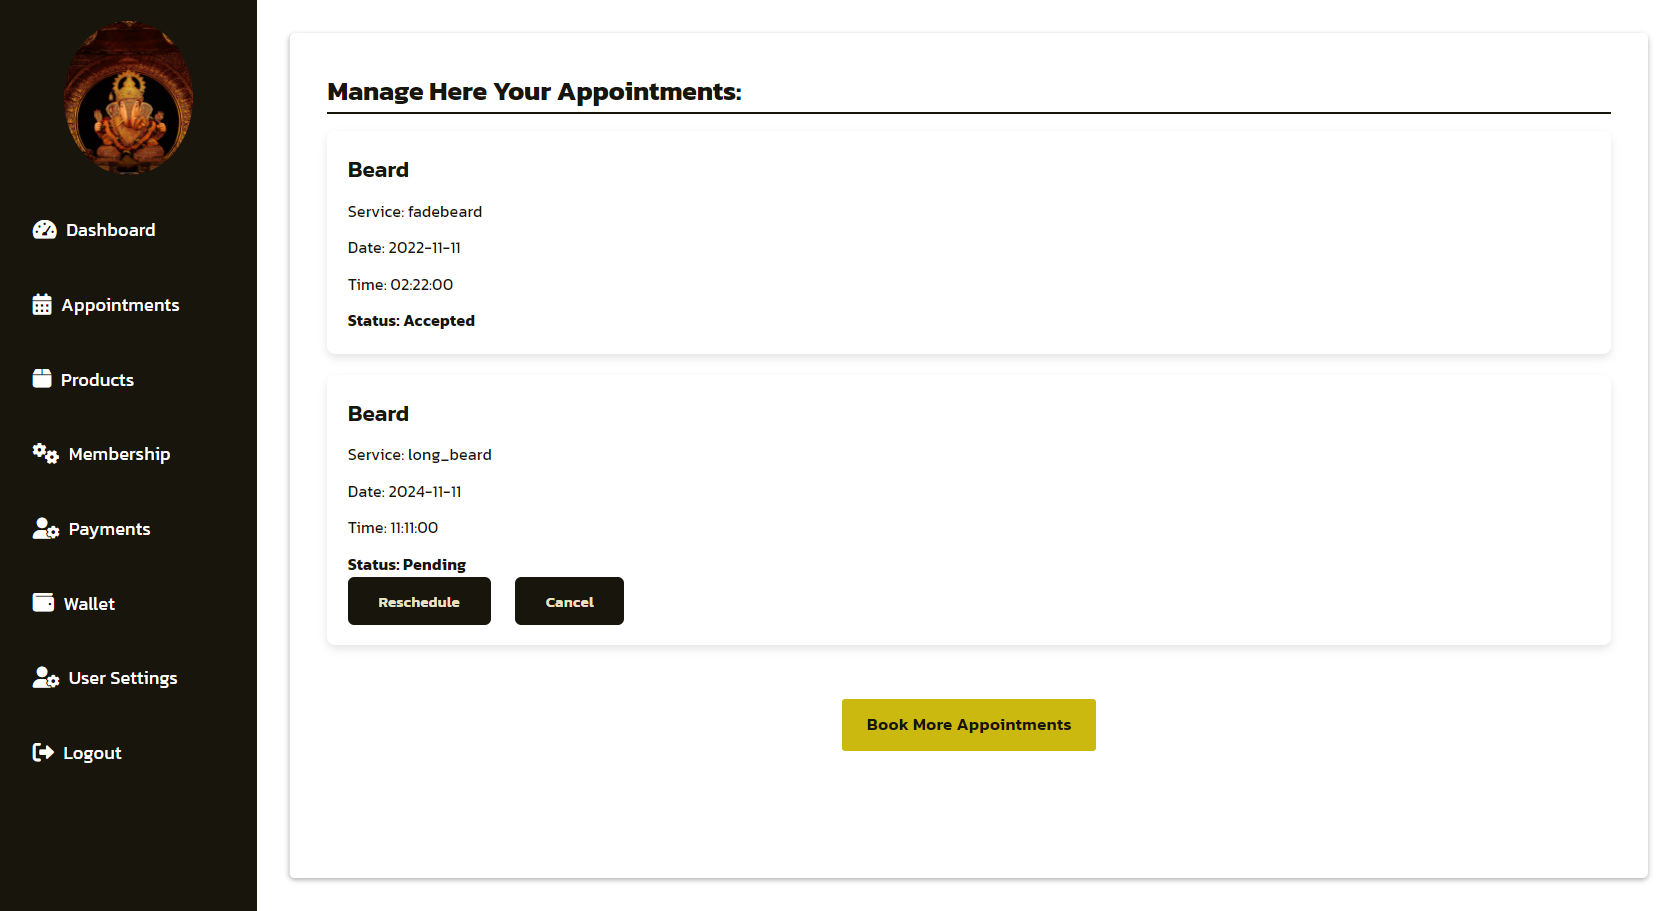 Dashboard
Appointments
Products
Membership
Payments
Wallet
User Settings
Logout
Manage Here Your Appointments:
Beard
Service: fadebeard
Date: 2022-11-11
Time: 02:22:00
Status: Accepted
Beard
Service: long_beard
Date: 2024-11-11
Time: 11:11:00
Status: Pending
Reschedule Cancel
Book More Appointments